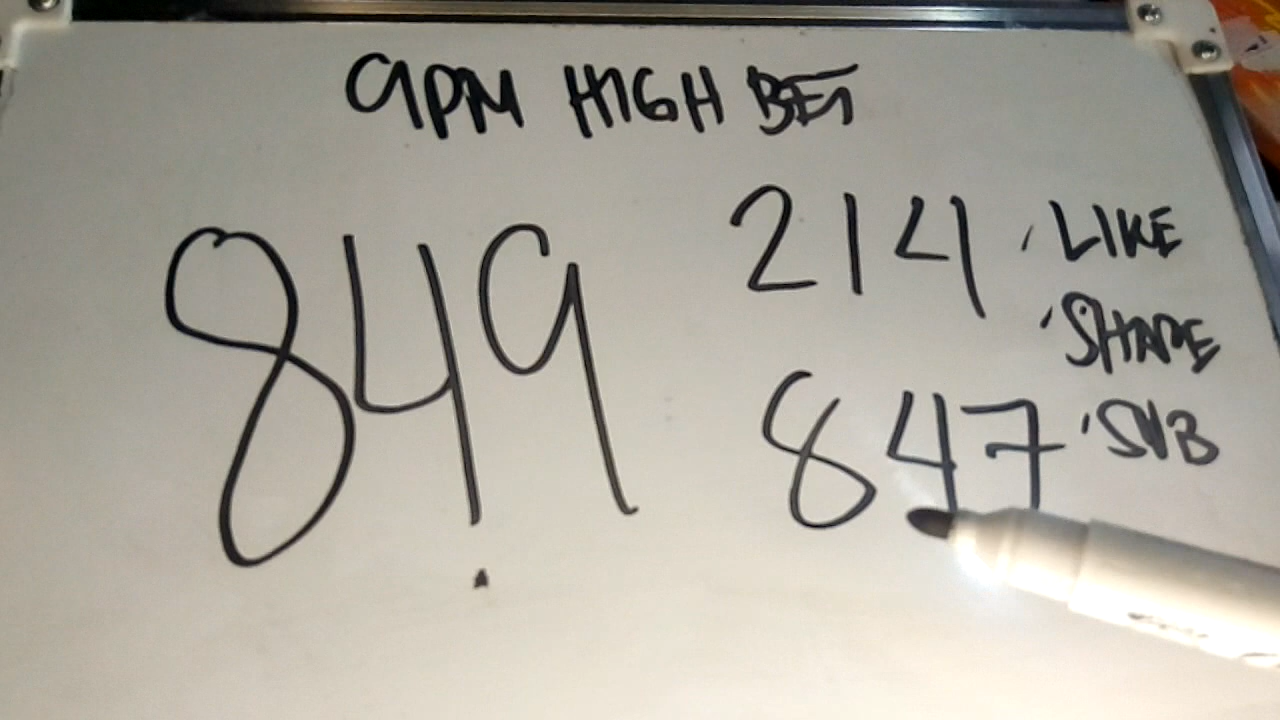 9PM HIGH BET
849
214
847
· LIKE
· SHARE
· SUB